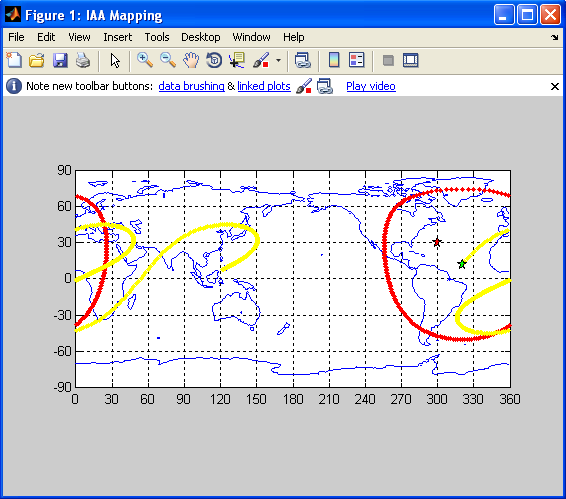 Figure 1: IAA Mapping
File Edit View Insert Tools Desktop Window Help
Note new toolbar buttons: data brushing & linked plots Play video
90
60
30
0
-30
-60
-90
0 30 60 90 120 150 180 210 240 270 300 330 360